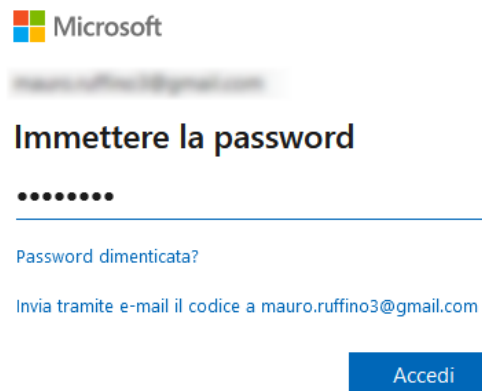 Microsoft
Immettere la password
••••••••
Password dimenticata?
Invia tramite e-mail il codice a mauro.ruffino3@gmail.com
Accedi